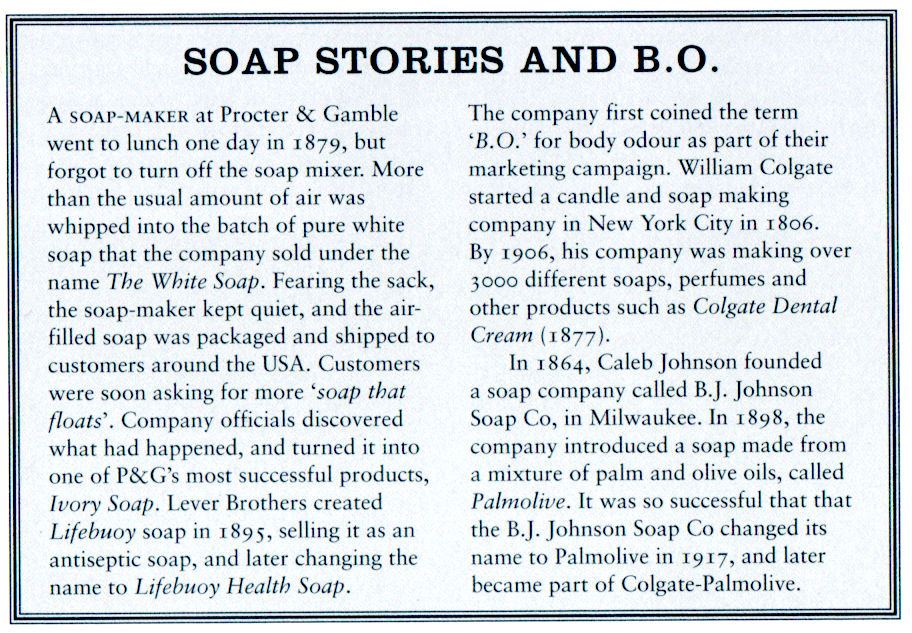 SOAP STORIES AND B.O.
A SOAP-MAKER at Procter & Gamble
went to lunch one day in 1879, but
forgot to turn off the soap mixer. More
than the usual amount of air was
whipped into the batch of pure white
soap that the company sold under the
name The White Soap. Fearing the sack,
the soap-maker kept quiet, and the air-
filled soap was packaged and shipped to
customers around the USA. Customers
were soon asking for more ‘soap that
floats’. Company officials discovered
what had happened, and turned it into
one of P&G’s most successful products,
Ivory Soap. Lever Brothers created
Lifebuoy soap in 1895, selling it as an
antiseptic soap, and later changing the
name to Lifebuoy Health Soap.
The company first coined the term
‘B.O.’ for body odour as part of their
marketing campaign. William Colgate
started a candle and soap making
company in New York City in 1806.
By 1906, his company was making over
3000 different soaps, perfumes and
other products such as Colgate Dental
Cream (1877).
In 1864, Caleb Johnson founded
a soap company called B.J. Johnson
Soap Co, in Milwaukee. In 1898, the
company introduced a soap made from
a mixture of palm and olive oils, called
Palmolive. It was so successful that that
the B.J. Johnson Soap Co changed its
name to Palmolive in 1917, and later
became part of Colgate-Palmolive.